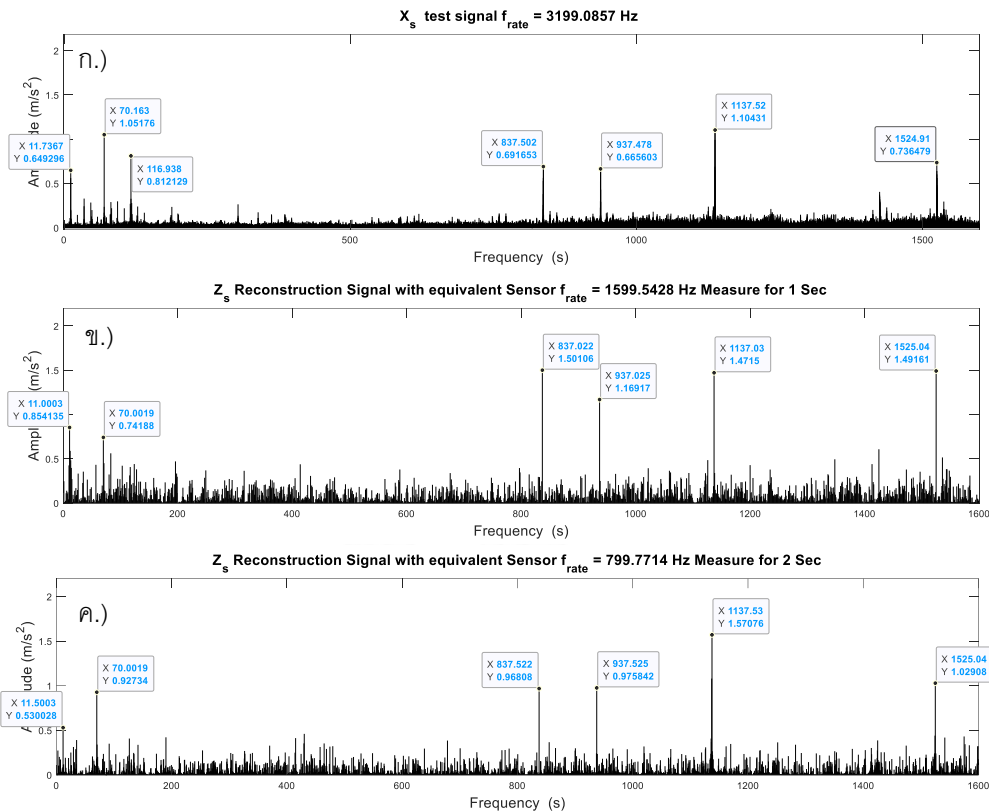 X_s test signal f_rate = 3199.0857 Hz
ก.)
2
1.5
1
0.5
0
X 11.7367
Y 0.649296
X 70.163
Y 1.05176
X 116.938
Y 0.812129
X 837.502
Y 0.691653
X 937.478
Y 0.665603
X 1137.52
Y 1.10431
X 1524.91
Y 0.736479
0 500 1000 1500
Frequency (s)
Z_s Reconstruction Signal with equivalent Sensor f_rate = 1599.5428 Hz Measure for 1 Sec
ข.)
2
1.5
1
0.5
0
X 11.0003
Y 0.854135
X 70.0019
Y 0.74188
X 837.022
Y 1.50106
X 937.025
Y 1.16917
X 1137.03
Y 1.4715
X 1525.04
Y 1.49161
0 200 400 600 800 1000 1200 1400 1600
Frequency (s)
Z_s Reconstruction Signal with equivalent Sensor f_rate = 799.7714 Hz Measure for 2 Sec
ค.)
2
1.5
1
0.5
0
X 11.5003
Y 0.530028
X 70.0019
Y 0.92734
X 837.522
Y 0.96808
X 937.525
Y 0.975842
X 1137.53
Y 1.57076
X 1525.04
Y 1.02908
0 200 400 600 800 1000 1200 1400 1600
Frequency (s)